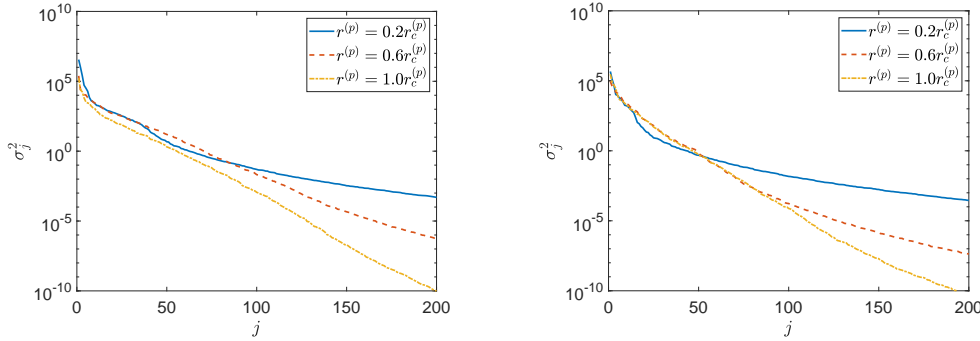 10^{10}
10^{5}
10^{0}
10^{-5}
10^{-10}
σ_j^2
r^{(p)} = 0.2r_c^{(p)}
r^{(p)} = 0.6r_c^{(p)}
r^{(p)} = 1.0r_c^{(p)}
0 50 100 150 200
j
10^{10}
10^{5}
10^{0}
10^{-5}
10^{-10}
σ_j^2
r^{(p)} = 0.2r_c^{(p)}
r^{(p)} = 0.6r_c^{(p)}
r^{(p)} = 1.0r_c^{(p)}
0 50 100 150 200
j